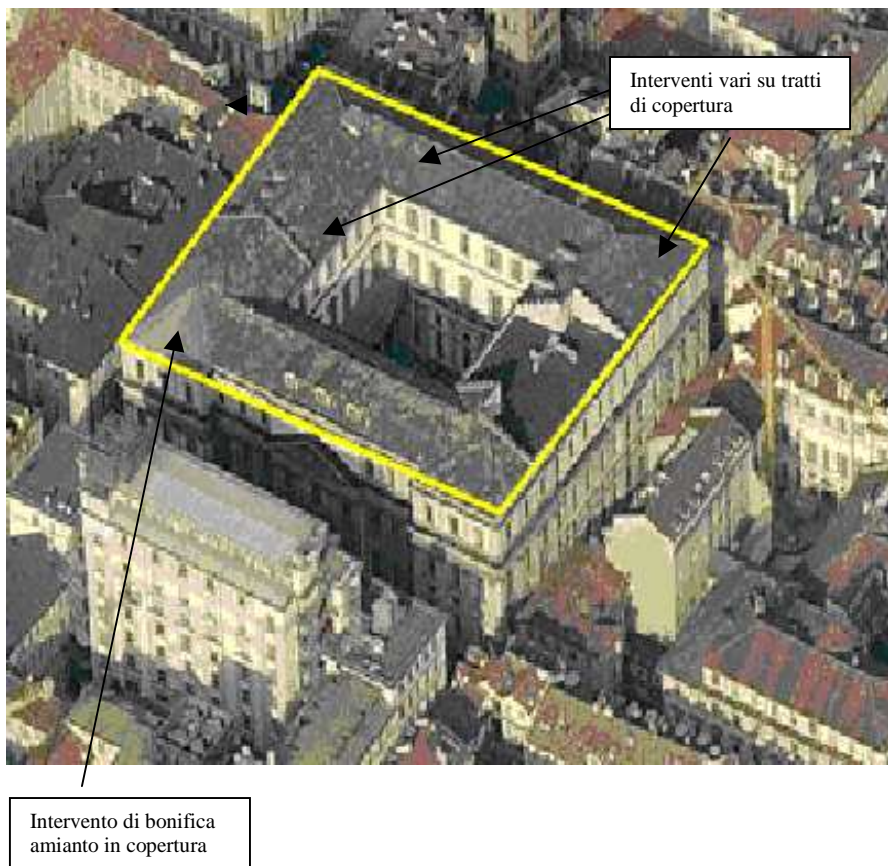 Interventi vari su tratti
di copertura
Intervento di bonifica
amianto in copertura